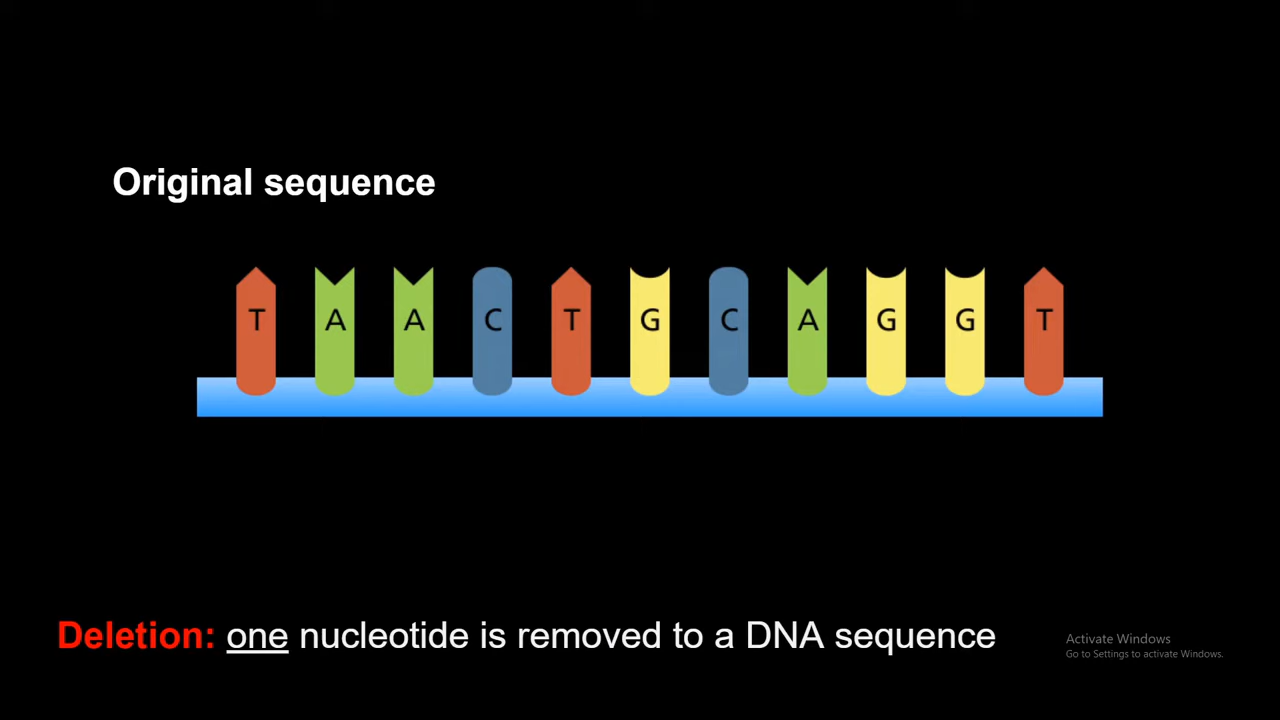 Original sequence
T A A C T G C A G G T
Deletion: one nucleotide is removed to a DNA sequence
Activate Windows
Go to Settings to activate Windows.